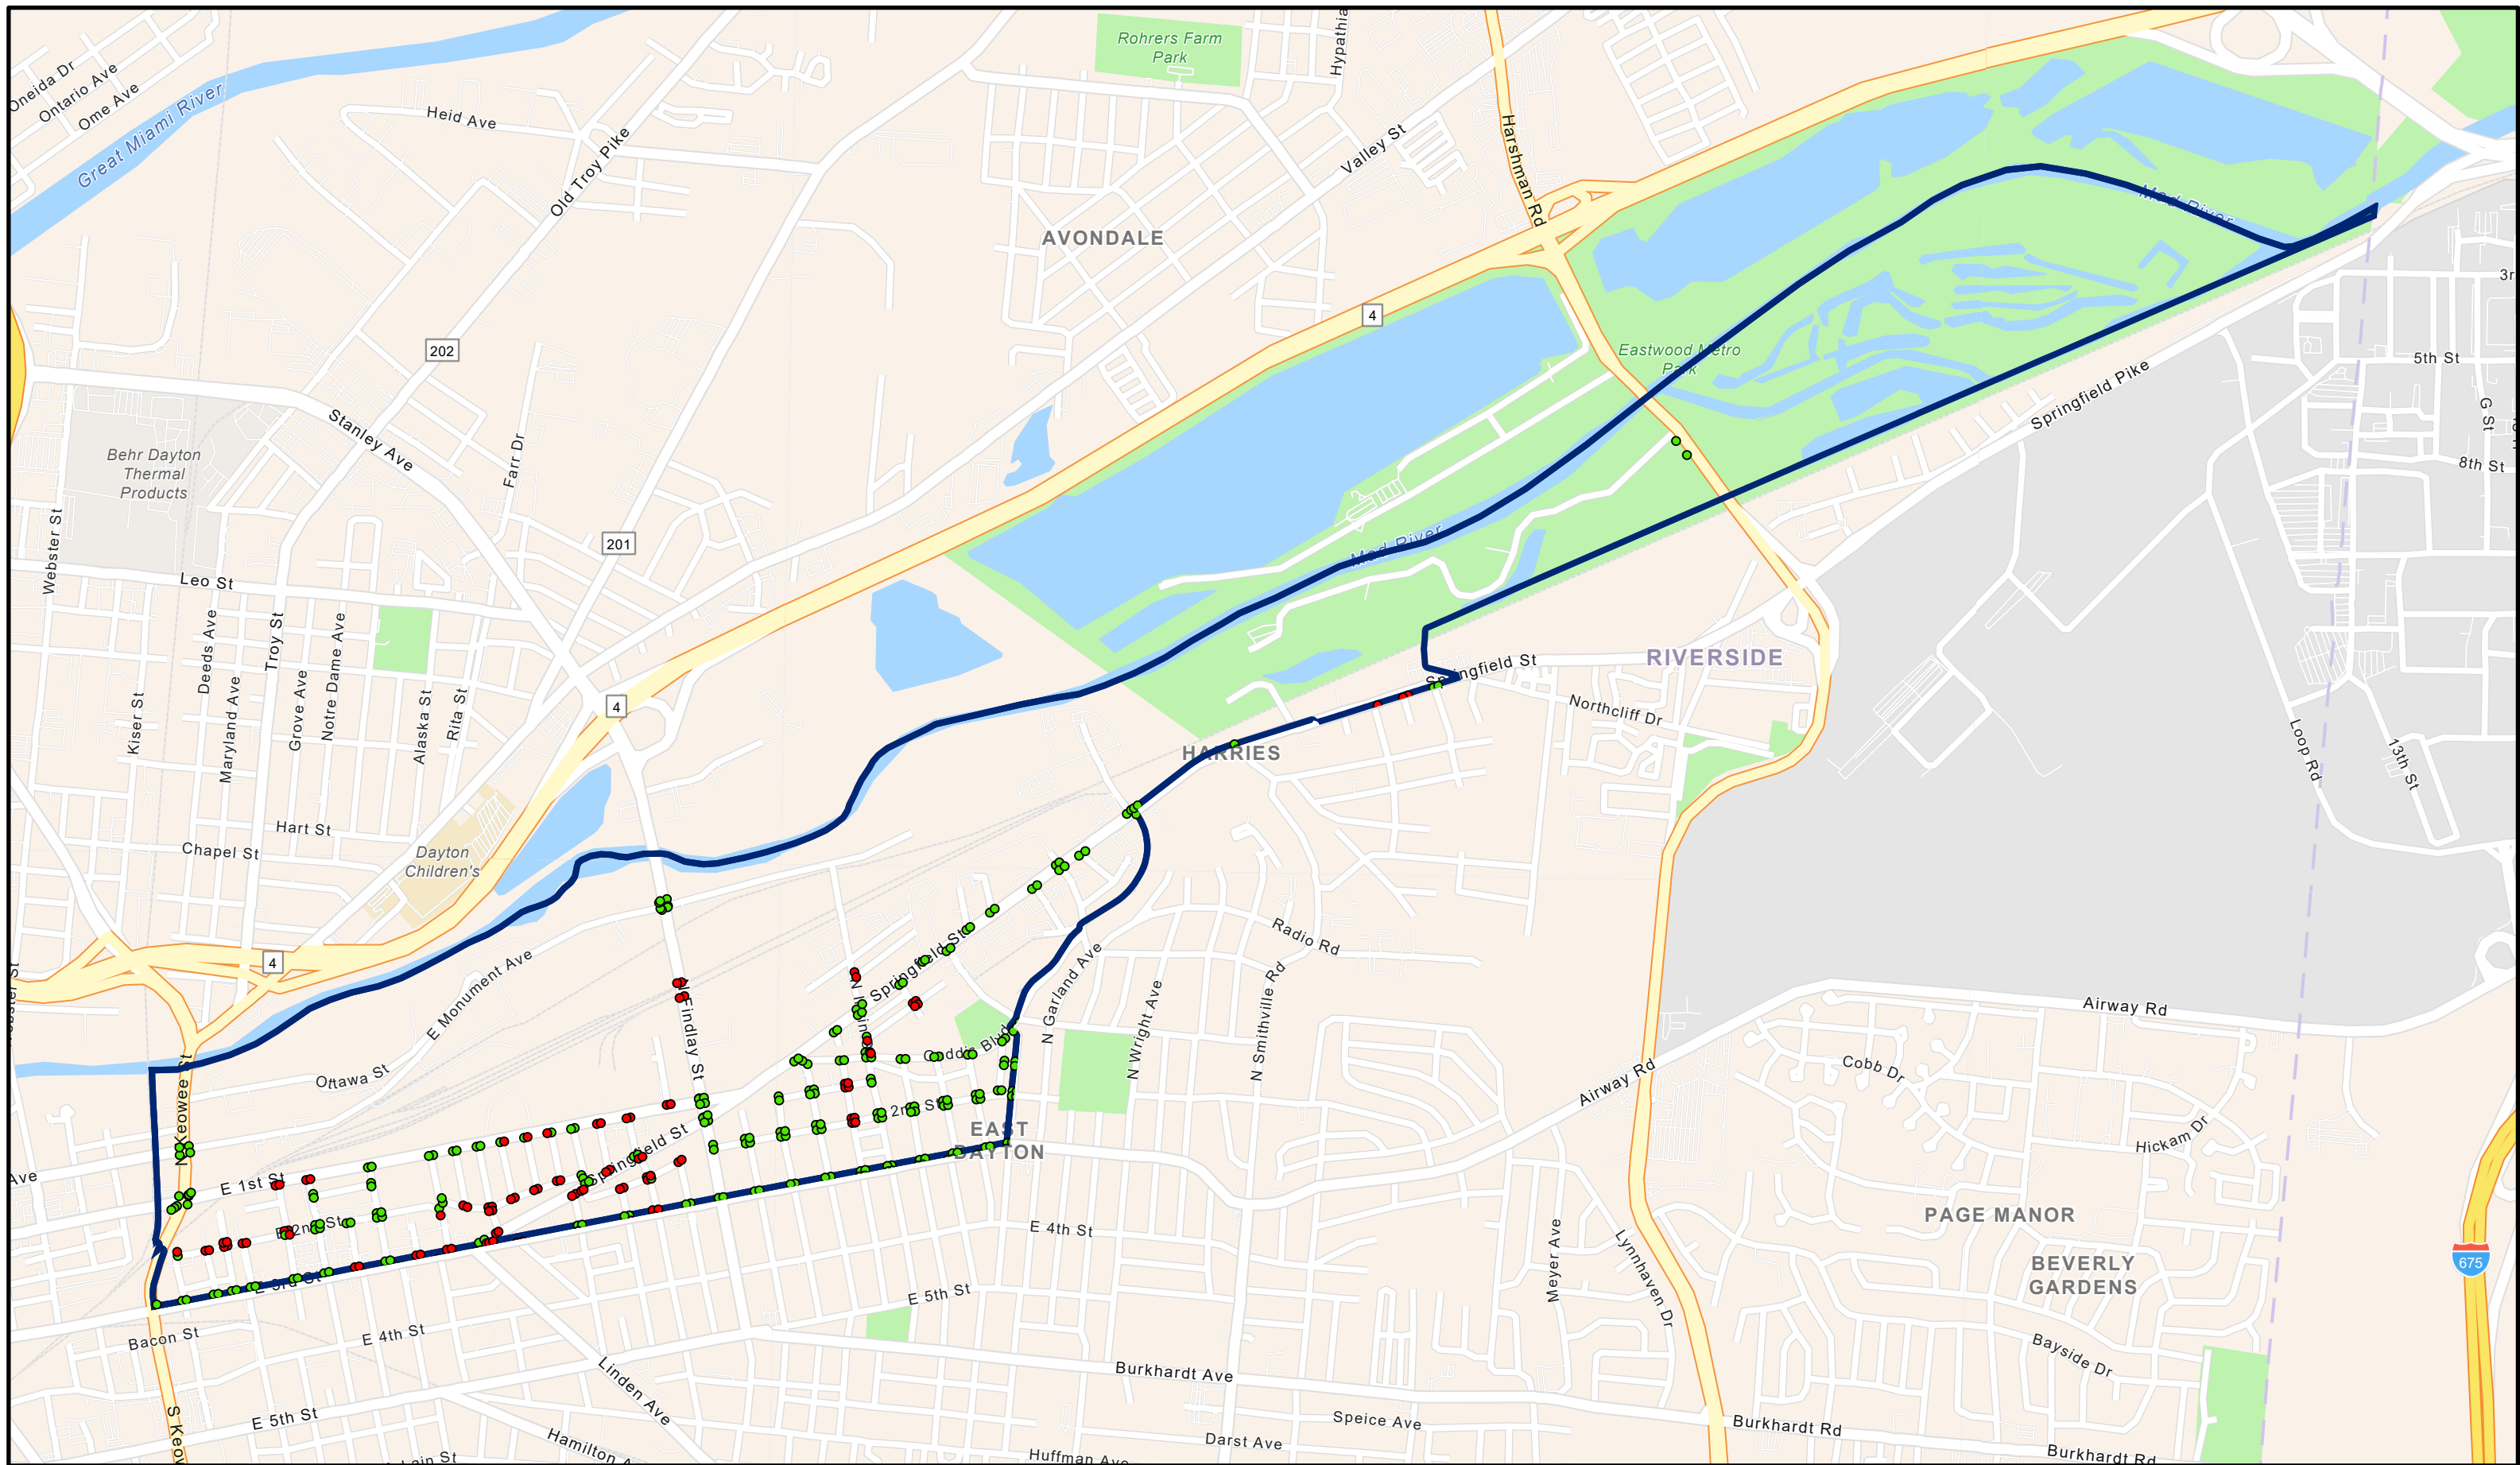 Oneida Dr
Ontario Ave
Ome Ave
Great Miami River
Heid Ave
Old Troy Pike
Rohrers Farm
Park
Hypathia
Valley St
Harshman Rd
AVONDALE
Mad River
4
202
Stanley Ave
Farr Dr
Behr Dayton
Thermal
Products
Webster St
201
Leo St
Eastwood Metro
Park
Springfield Pike
5th St
G St
8th St
Mad River
Deeds Ave
Troy St
Maryland Ave
Grove Ave
Notre Dame Ave
Alaska St
Rita St
Kiser St
4
Springfield St
RIVERSIDE
Northcliff Dr
HARRIES
Loop Rd
13th St
Hart St
Chapel St
Dayton
Children's
Radio Rd
4
E Monument Ave
N Findlay St
Springfield St
N Garland Ave
N Wright Ave
N Smithville Rd
Airway Rd
Airway Rd
Cobb Dr
Hickam Dr
Ottawa St
N Keowee St
2nd St
EAST
DAYTON
Springfield St
Ave
E 1st St
E 2nd St
E 3rd St
E 4th St
PAGE MANOR
BEVERLY
GARDENS
675
Meyer Ave
Lynnhaven Dr
E 5th St
Bacon St
E 4th St
Linden Ave
Burkhardt Ave
Bayside Dr
E 5th St
Speice Ave
Burkhardt Rd
Darst Ave
Huffman Ave
Burkhardt Rd
Hamilton